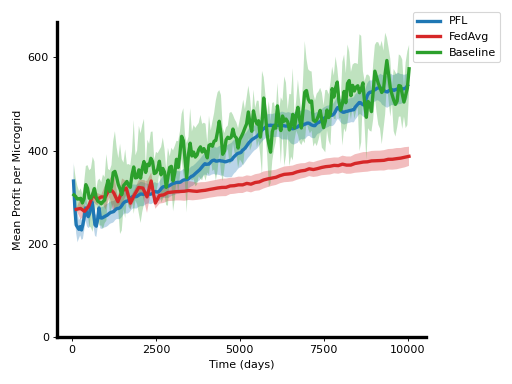 PFL
FedAvg
Baseline
600
400
200
0
Mean Profit per Microgrid
0 2500 5000 7500 10000
Time (days)